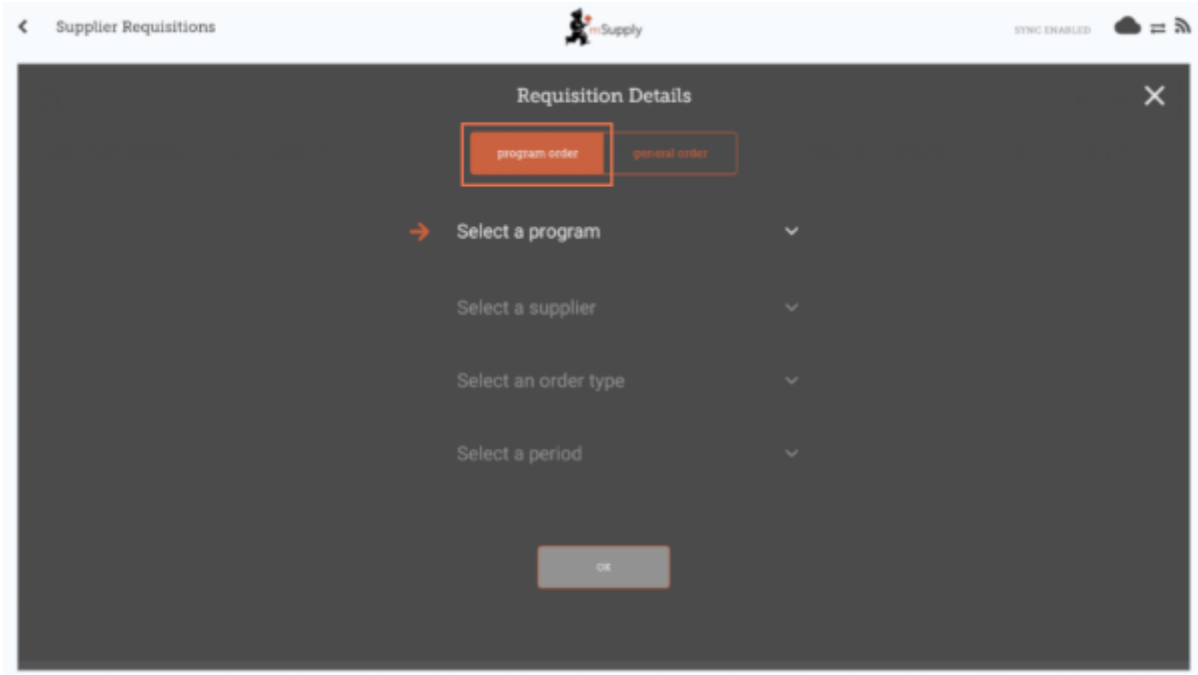 Supplier Requisitions
mSupply
SYNC ENABLED
Requisition Details
program order
general order
Select a program
Select a supplier
Select an order type
Select a period
OK